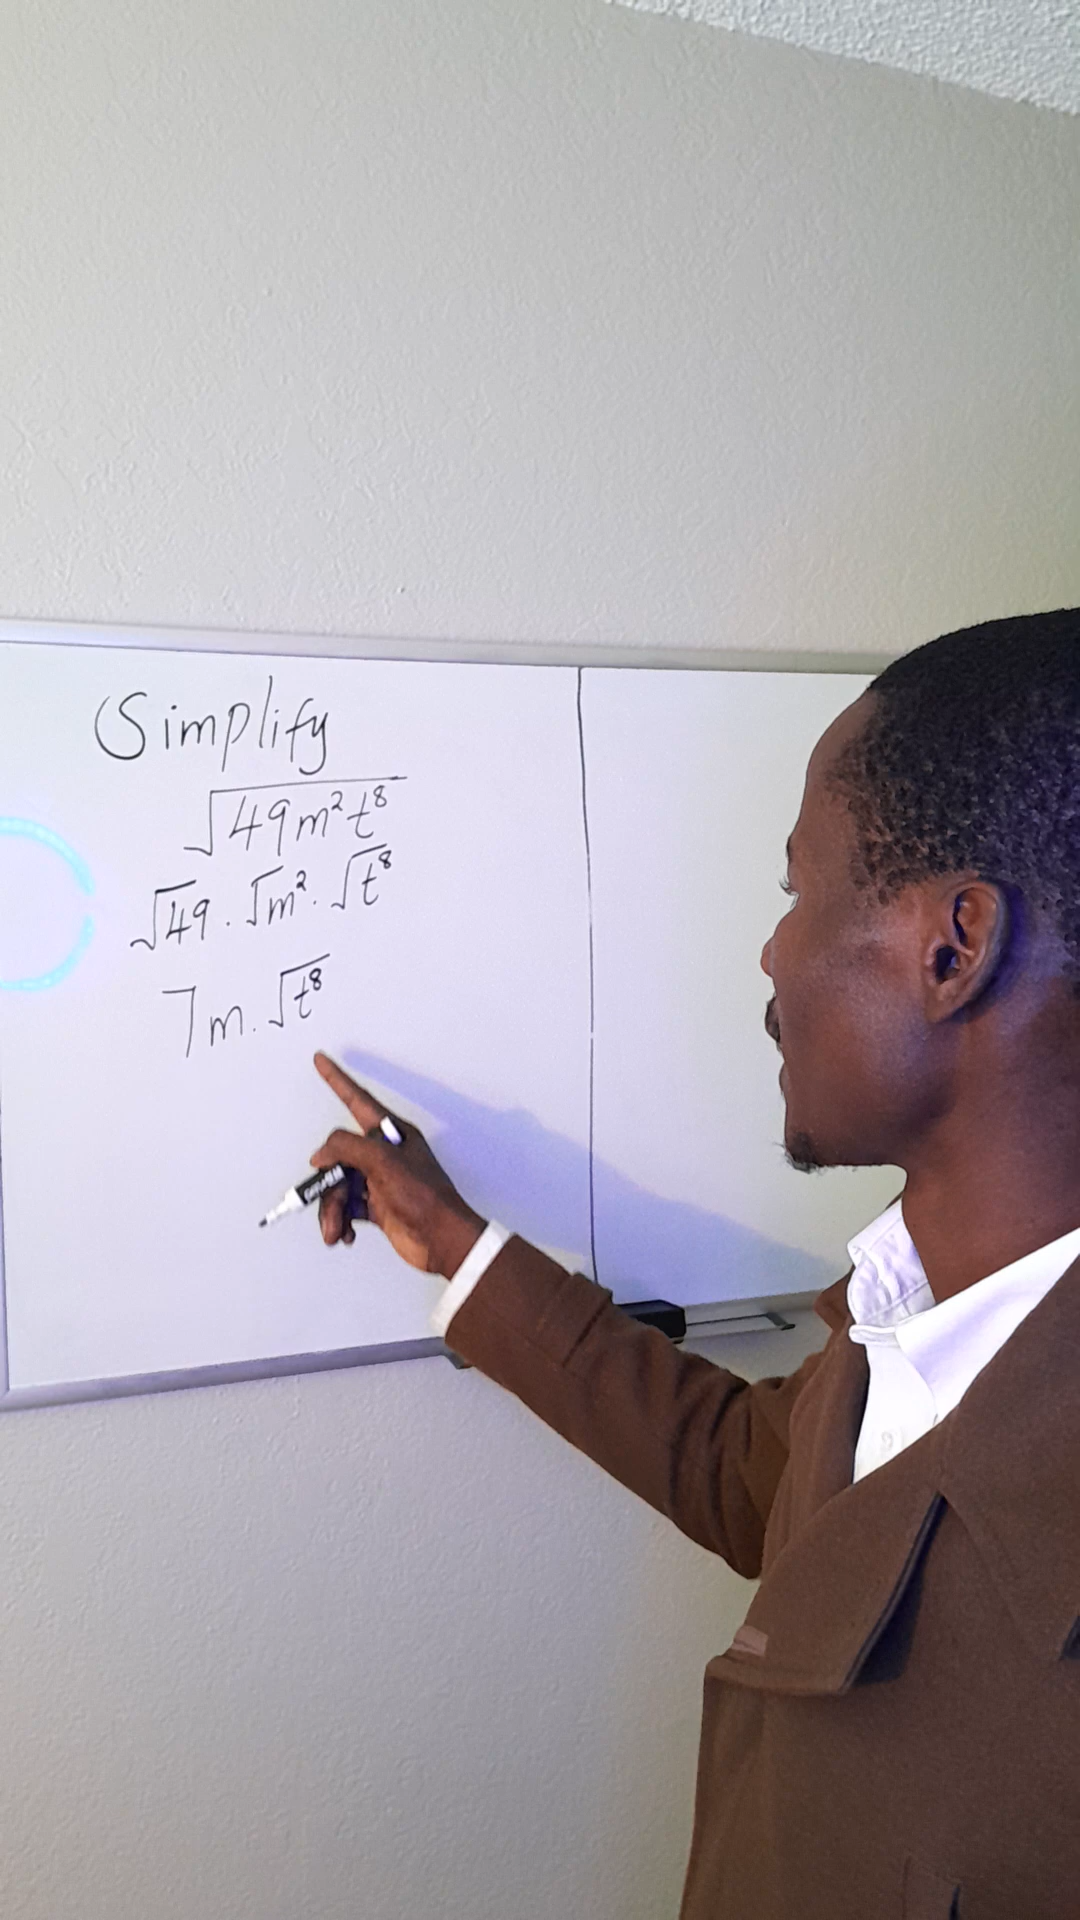 Simplify
√49m²t⁸
√49 . √m² . √t⁸
7m . √t⁸